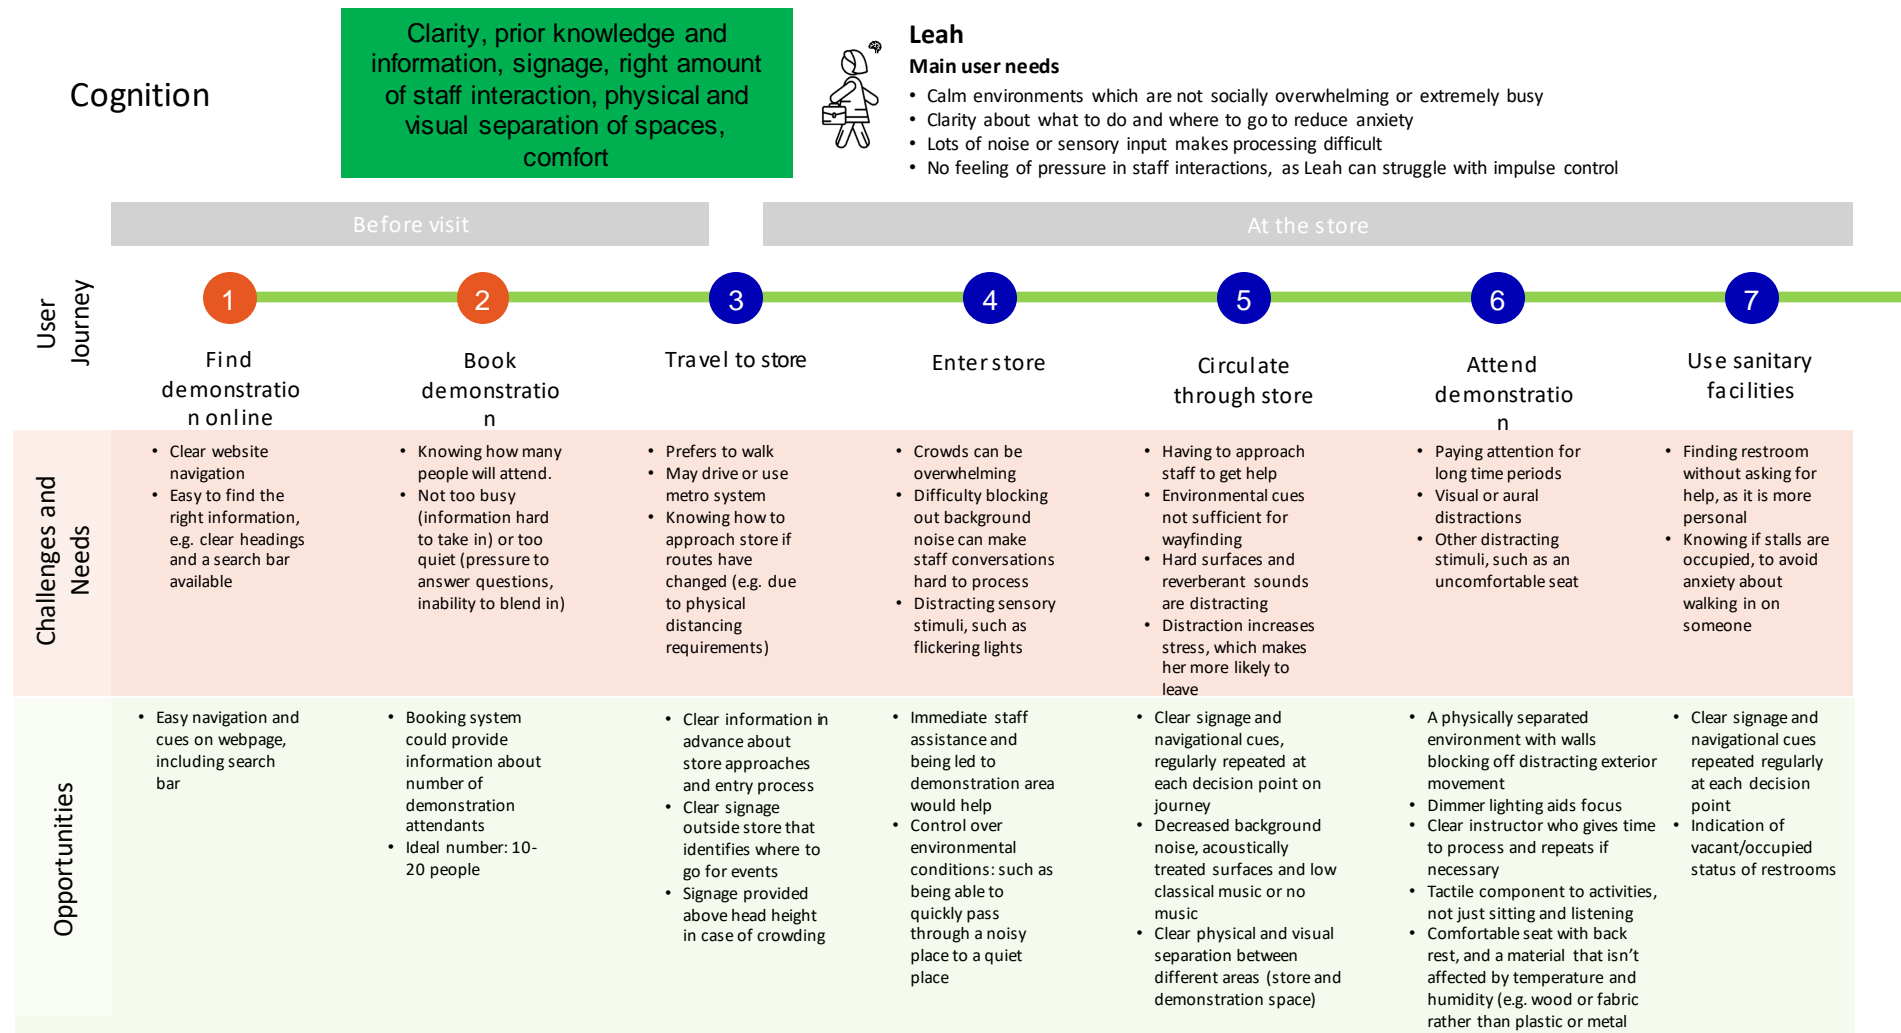 Cognition
Clarity, prior knowledge and
information, signage, right amount
of staff interaction, physical and
visual separation of spaces,
comfort
Leah
Main user needs
• Calm environments which are not socially overwhelming or extremely busy
• Clarity about what to do and where to go to reduce anxiety
• Lots of noise or sensory input makes processing difficult
• No feeling of pressure in staff interactions, as Leah can struggle with impulse control
Before visit
At the store
User
Journey
1
2
3
4
5
6
7
Find
demonstratio
n online
Book
demonstratio
n
Travel to store
Enter store
Circulate
through store
Attend
demonstratio
n
Use sanitary
facilities
Challenges and
Needs
• Clear website
navigation
• Easy to find the
right information,
e.g. clear headings
and a search bar
available
• Knowing how many
people will attend.
• Not too busy
(information hard
to take in) or too
quiet (pressure to
answer questions,
inability to blend in)
• Prefers to walk
• May drive or use
metro system
• Knowing how to
approach store if
routes have
changed (e.g. due
to physical
distancing
requirements)
• Crowds can be
overwhelming
• Difficulty blocking
out background
noise can make
staff conversations
hard to process
• Distracting sensory
stimuli, such as
flickering lights
• Having to approach
staff to get help
• Environmental cues
not sufficient for
wayfinding
• Hard surfaces and
reverberant sounds
are distracting
• Distraction increases
stress, which makes
her more likely to
leave
• Paying attention for
long time periods
• Visual or aural
distractions
• Other distracting
stimuli, such as an
uncomfortable seat
• Finding restroom
without asking for
help, as it is more
personal
• Knowing if stalls are
occupied, to avoid
anxiety about
walking in on
someone
Opportunities
• Easy navigation and
cues on webpage,
including search
bar
• Booking system
could provide
information about
number of
demonstration
attendants
• Ideal number: 10-
20 people
• Clear information in
advance about
store approaches
and entry process
• Clear signage
outside store that
identifies where to
go for events
• Signage provided
above head height
in case of crowding
• Immediate staff
assistance and
being led to
demonstration area
would help
• Control over
environmental
conditions: such as
being able to
quickly pass
through a noisy
place to a quiet
place
• Clear signage and
navigational cues,
regularly repeated at
each decision point on
journey
• Decreased background
noise, acoustically
treated surfaces and low
classical music or no
music
• Clear physical and visual
separation between
different areas (store and
demonstration space)
• A physically separated
environment with walls
blocking off distracting exterior
movement
• Dimmer lighting aids focus
• Clear instructor who gives time
to process and repeats if
necessary
• Tactile component to activities,
not just sitting and listening
• Comfortable seat with back
rest, and a material that isn't
affected by temperature and
humidity (e.g. wood or fabric
rather than plastic or metal
• Clear signage and
navigational cues
repeated regularly
at each decision
point
• Indication of
vacant/occupied
status of restrooms